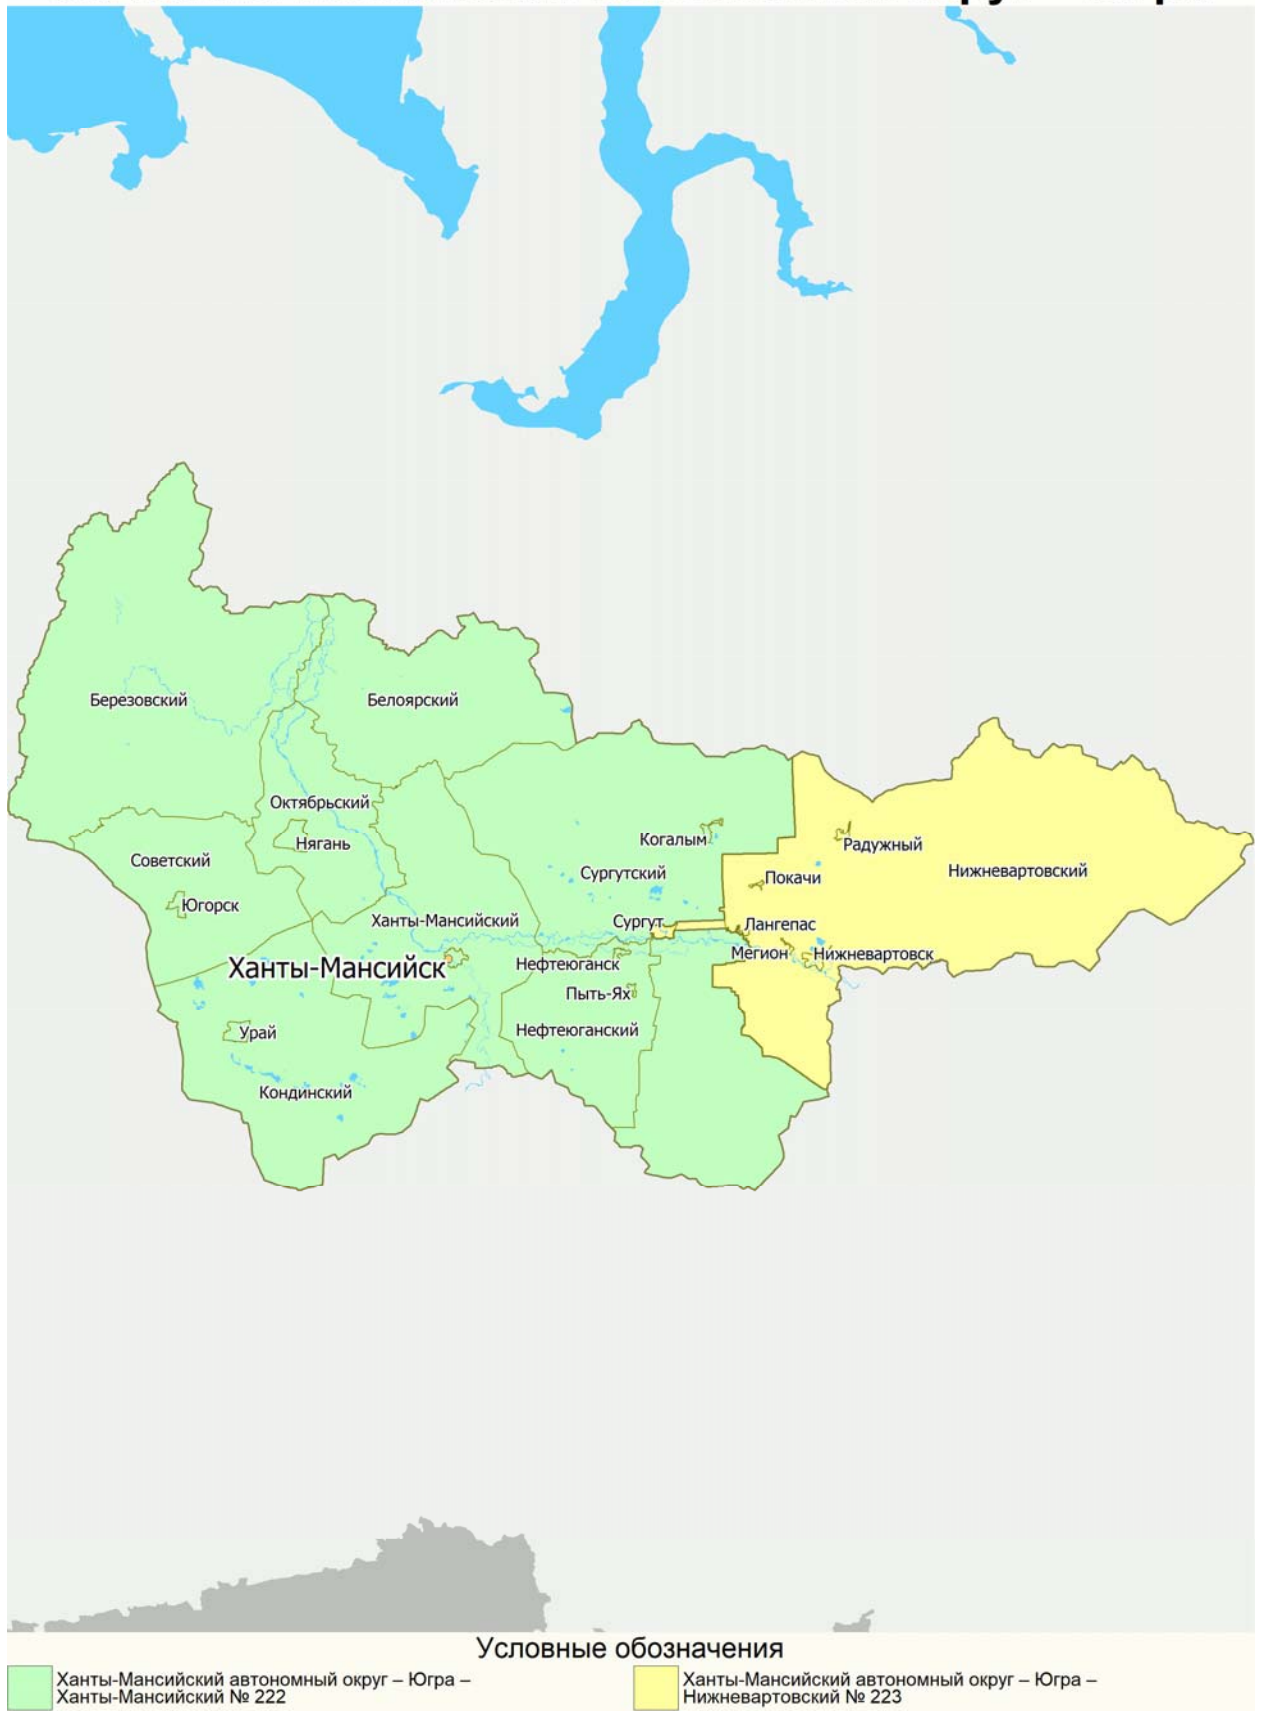 Березовский
Белоярский
Октябрьский
Нягань
Советский
Югорск
Когалым
Сургутский
Радужный
Нижневартовский
Покачи
Ханты-Мансийский
Сургут
Лангепас
Мегион
Нижневартовск
Ханты-Мансийск
Нефтеюганск
Пыть-Ях
Нефтеюганский
Урай
Кондинский
Условные обозначения
Ханты-Мансийский автономный округ – Югра –
Ханты-Мансийский № 222
Ханты-Мансийский автономный округ – Югра –
Нижневартовский № 223